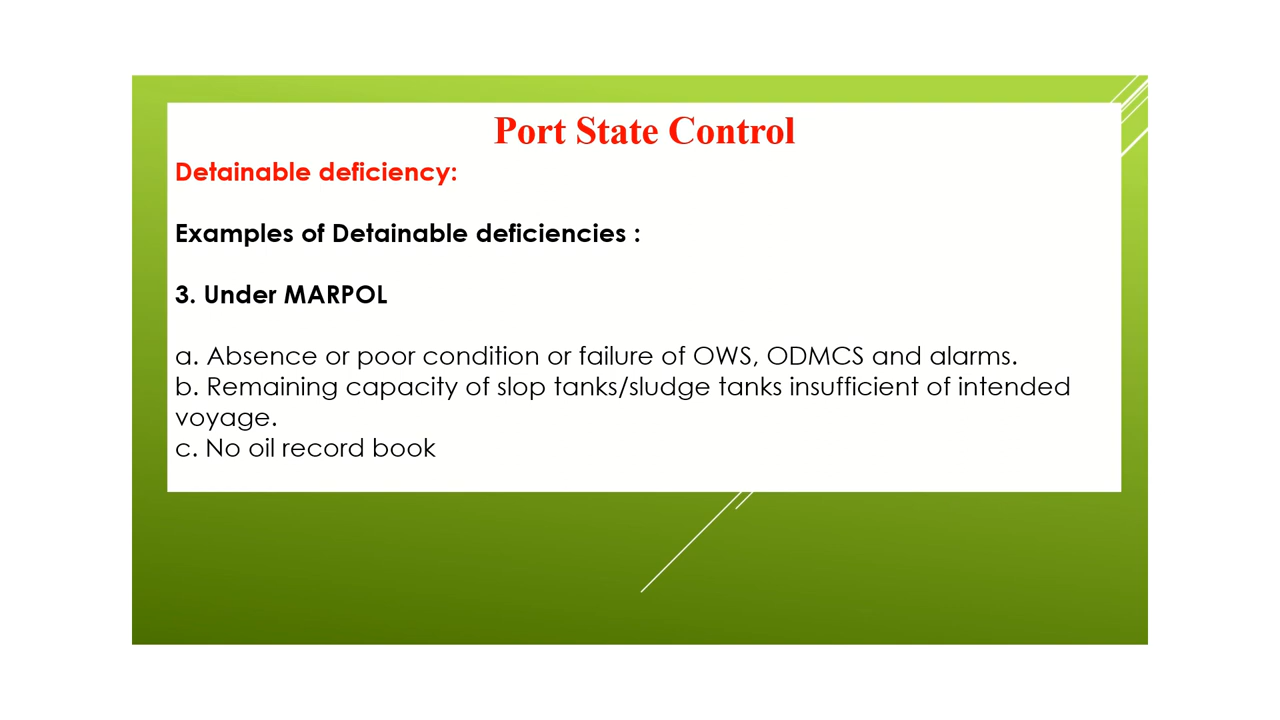 Port State Control
Detainable deficiency:
Examples of Detainable deficiencies :
3. Under MARPOL
a. Absence or poor condition or failure of OWS, ODMCS and alarms.
b. Remaining capacity of slop tanks/sludge tanks insufficient of intended
voyage.
c. No oil record book